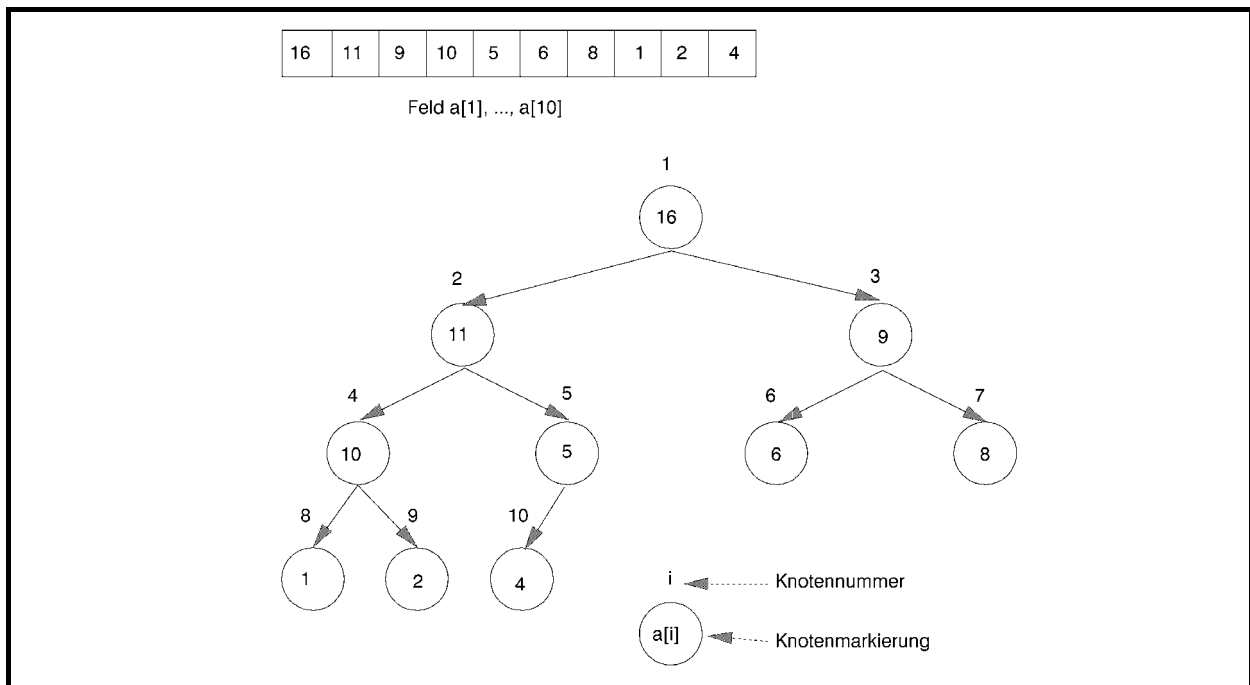 16 11 9 10 5 6 8 1 2 4
Feld a[1], ..., a[10]
1
16
2 3
11 9
4 5 6 7
10 5 6 8
8 9 10
1 2 4
i Knotennummer
a[i] Knotenmarkierung